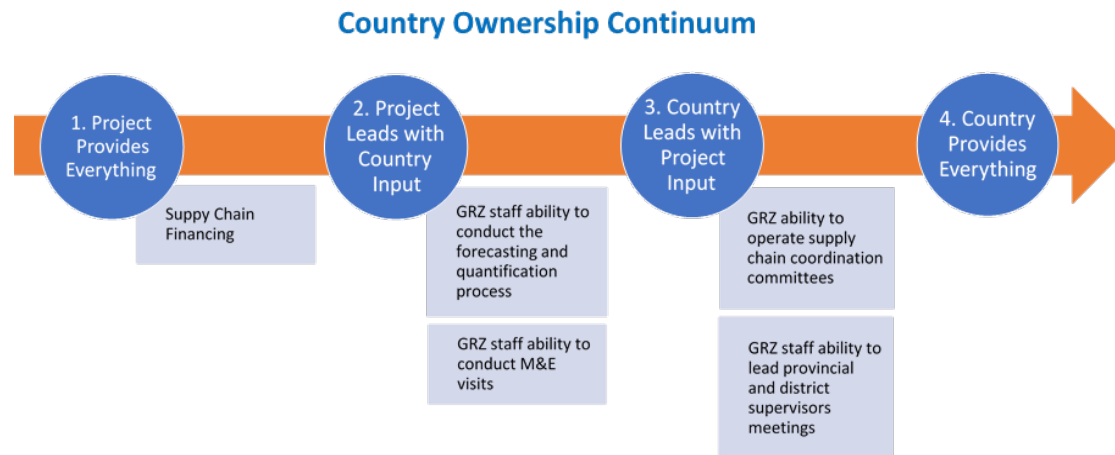 Country Ownership Continuum
1. Project
Provides
Everything
2. Project
Leads with
Country
Input
3. Country
Leads with
Project
Input
4. Country
Provides
Everything
Suppy Chain
Financing
GRZ staff ability to
conduct the
forecasting and
quantification
process
GRZ staff ability to
conduct M&E
visits
GRZ ability to
operate supply
chain coordination
committees
GRZ staff ability to
lead provincial
and district
supervisors
meetings